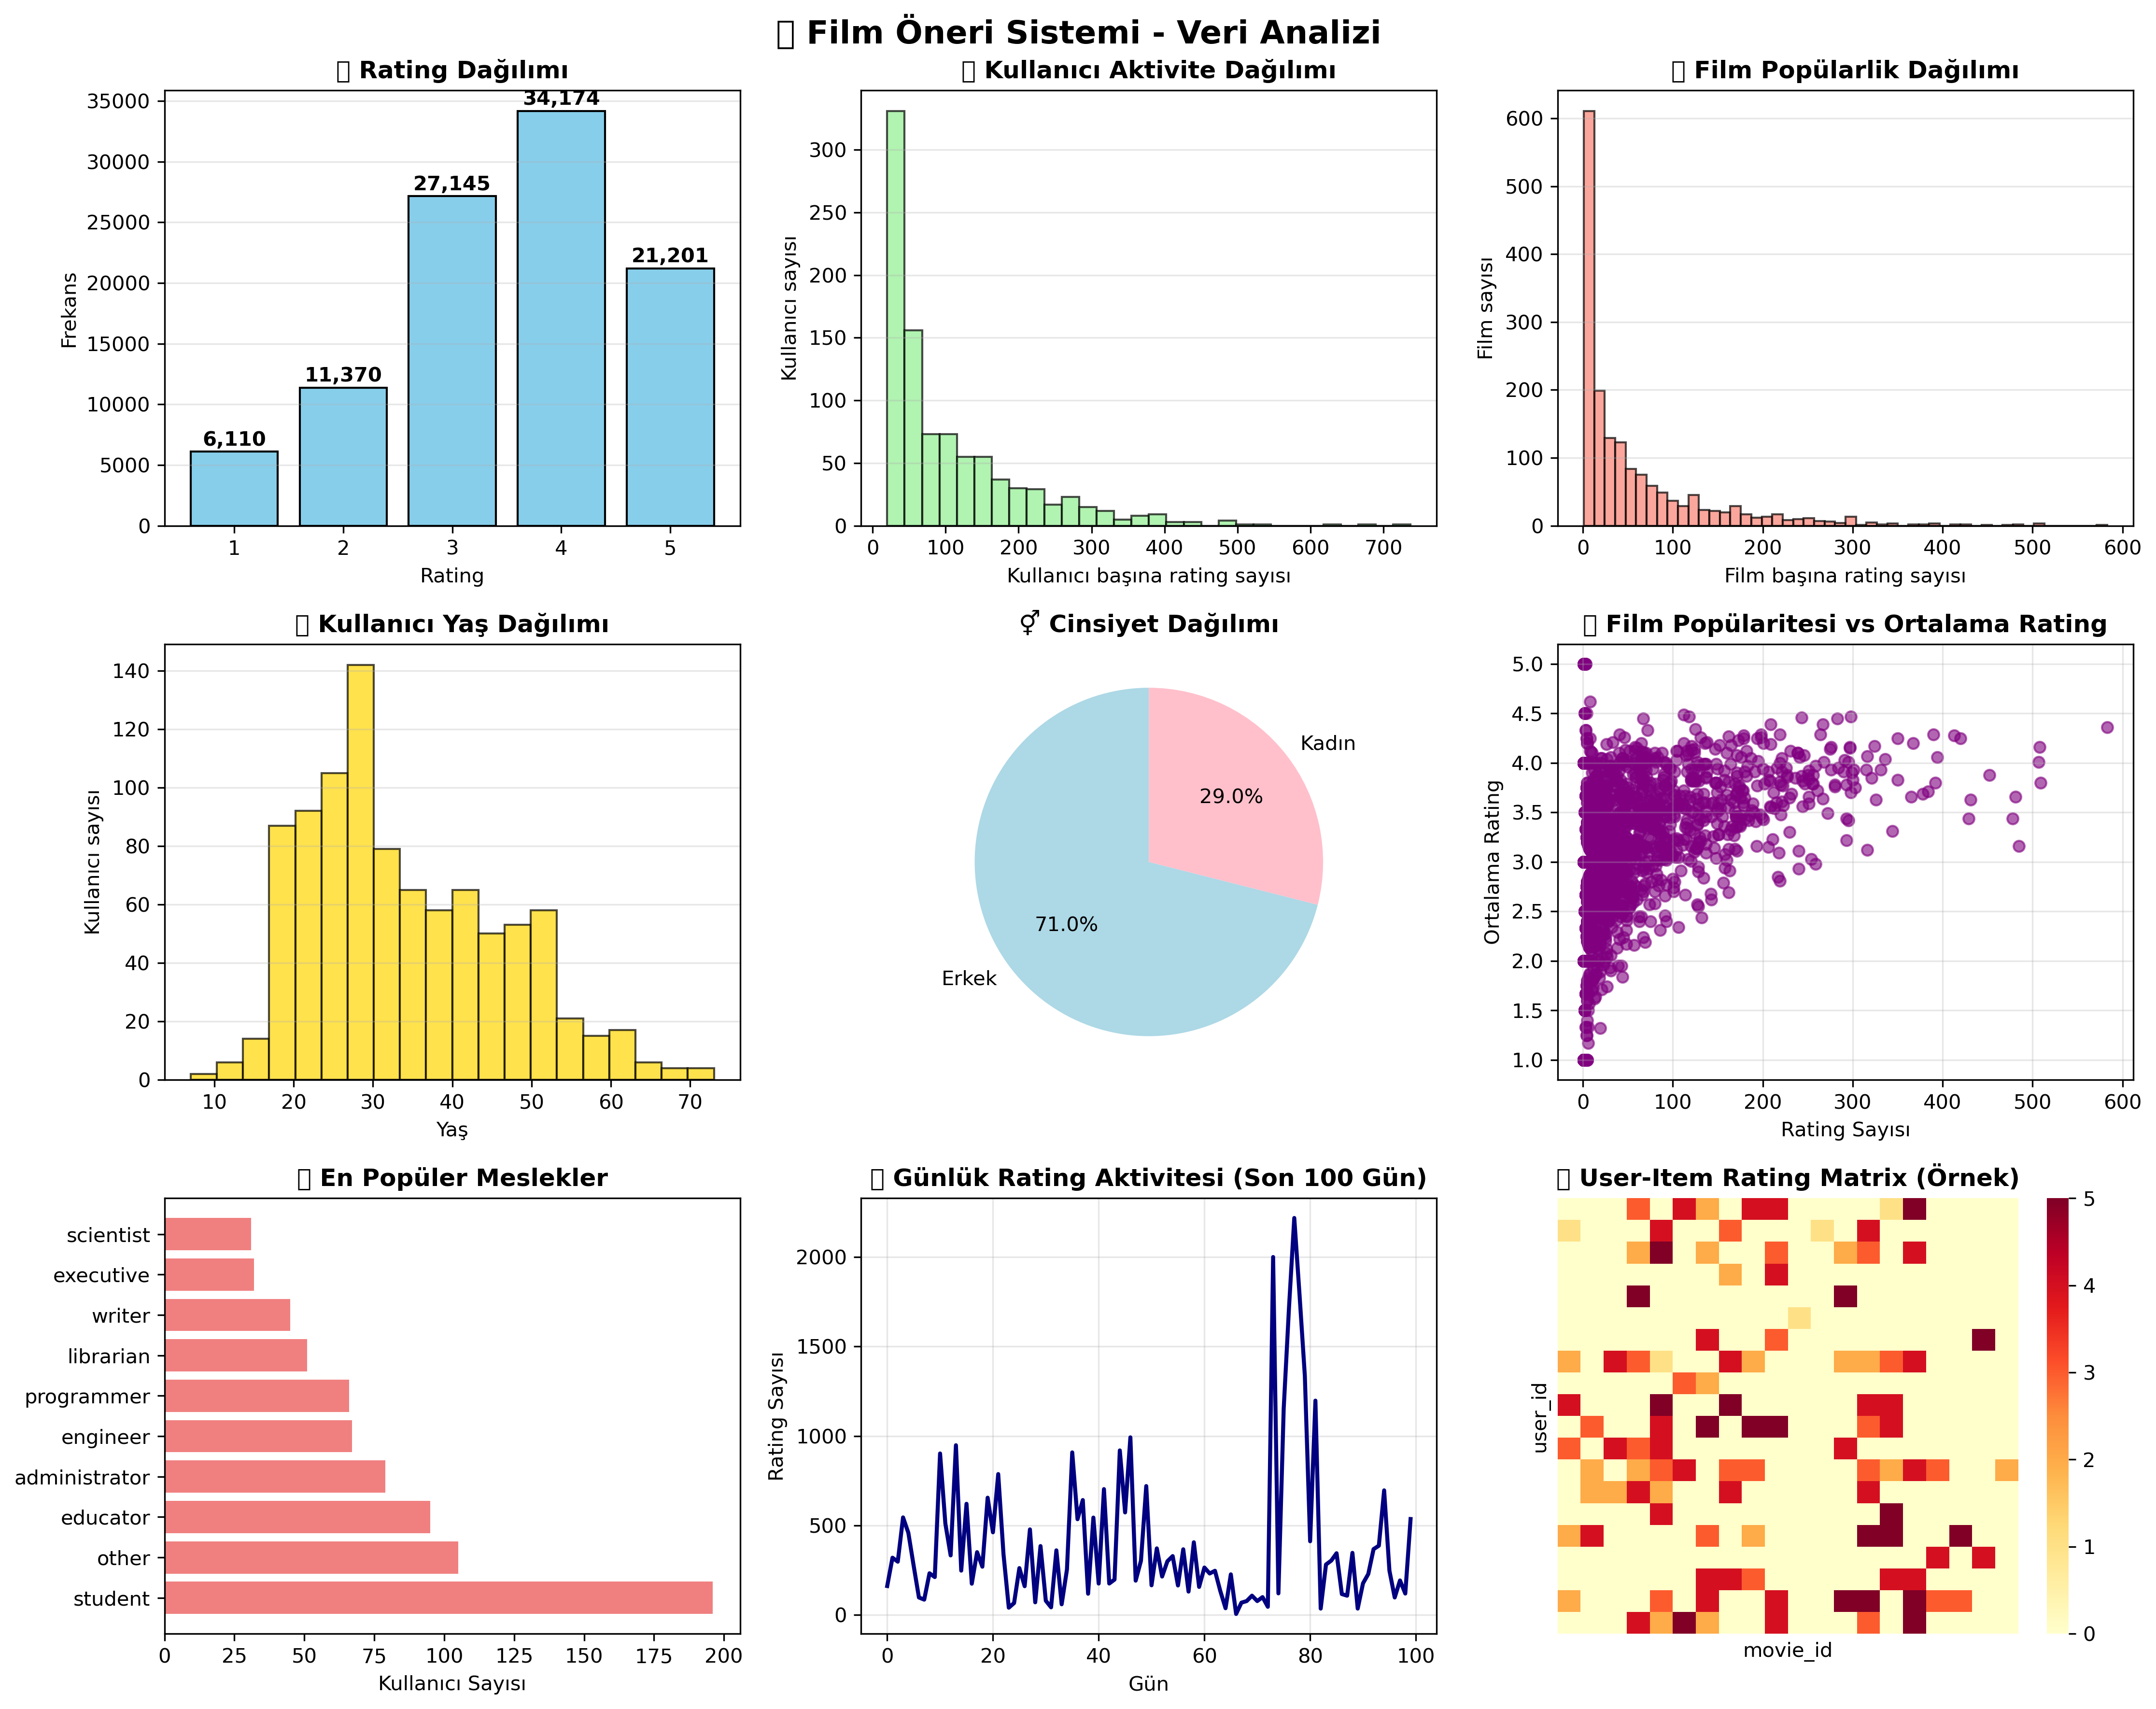 Film Öneri Sistemi - Veri Analizi
Rating Dağılımı
35000
30000
25000
20000
15000
10000
5000
0
Frekans
6,110
11,370
27,145
34,174
21,201
1 2 3 4 5
Rating
Kullanıcı Aktivite Dağılımı
300
250
200
150
100
50
0
Kullanıcı sayısı
0 100 200 300 400 500 600 700
Kullanıcı başına rating sayısı
Film Popülarlik Dağılımı
600
500
400
300
200
100
0
Film sayısı
0 100 200 300 400 500 600
Film başına rating sayısı
Kullanıcı Yaş Dağılımı
140
120
100
80
60
40
20
0
Kullanıcı sayısı
10 20 30 40 50 60 70
Yaş
⚥ Cinsiyet Dağılımı
Kadın
29.0%
71.0%
Erkek
Film Popülaritesi vs Ortalama Rating
5.0
4.5
4.0
3.5
3.0
2.5
2.0
1.5
1.0
Ortalama Rating
0 100 200 300 400 500 600
Rating Sayısı
En Popüler Meslekler
scientist
executive
writer
librarian
programmer
engineer
administrator
educator
other
student
0 25 50 75 100 125 150 175 200
Kullanıcı Sayısı
Günlük Rating Aktivitesi (Son 100 Gün)
2000
1500
1000
500
0
Rating Sayısı
0 20 40 60 80 100
Gün
User-Item Rating Matrix (Örnek)
user_id
movie_id
5
4
3
2
1
0